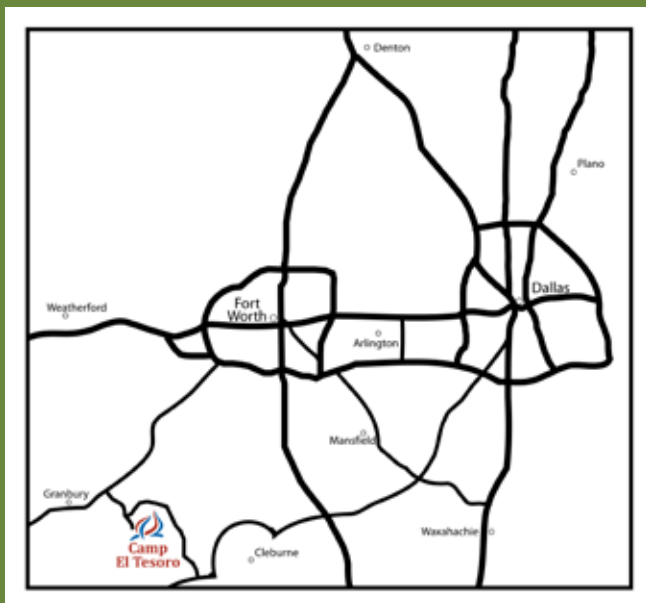 Denton
Plano
Dallas
Weatherford
Fort
Worth
Arlington
Mansfield
Granbury
Camp
El Tesoro
Cleburne
Waxahachie